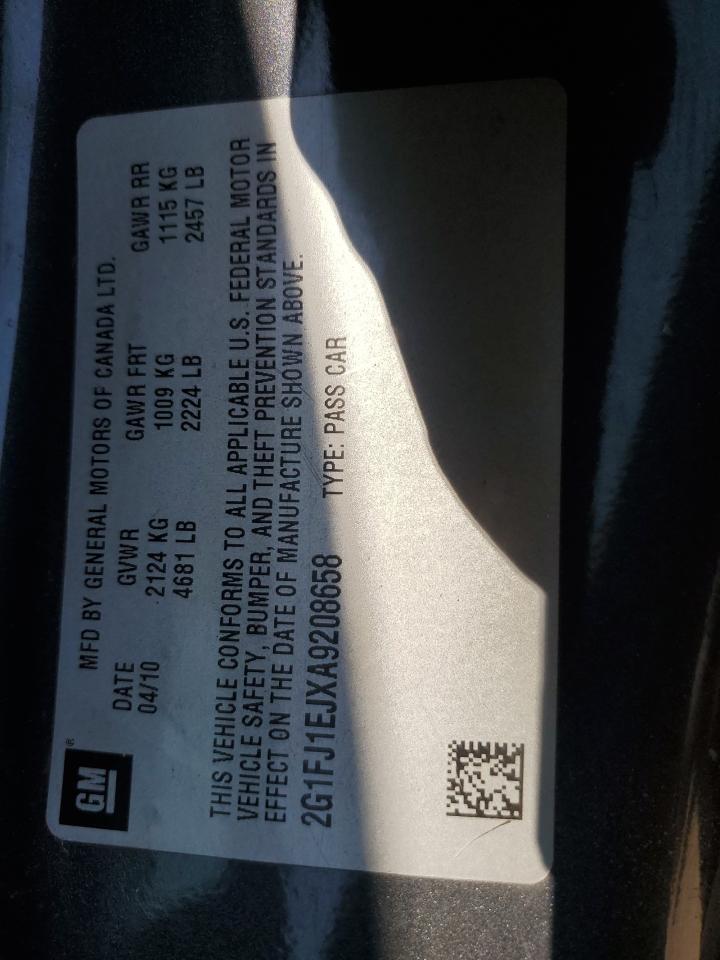 GM®
MFD BY GENERAL MOTORS OF CANADA LTD.
DATE GVWR GAWR FRT GAWR RR
04/10 2124 KG 1009 KG 1115 KG
4681 LB 2224 LB 2457 LB
THIS VEHICLE CONFORMS TO ALL APPLICABLE U.S. FEDERAL MOTOR
VEHICLE SAFETY, BUMPER, AND THEFT PREVENTION STANDARDS IN
EFFECT ON THE DATE OF MANUFACTURE SHOWN ABOVE.
2G1FJ1EJXA9208658 TYPE: PASS CAR